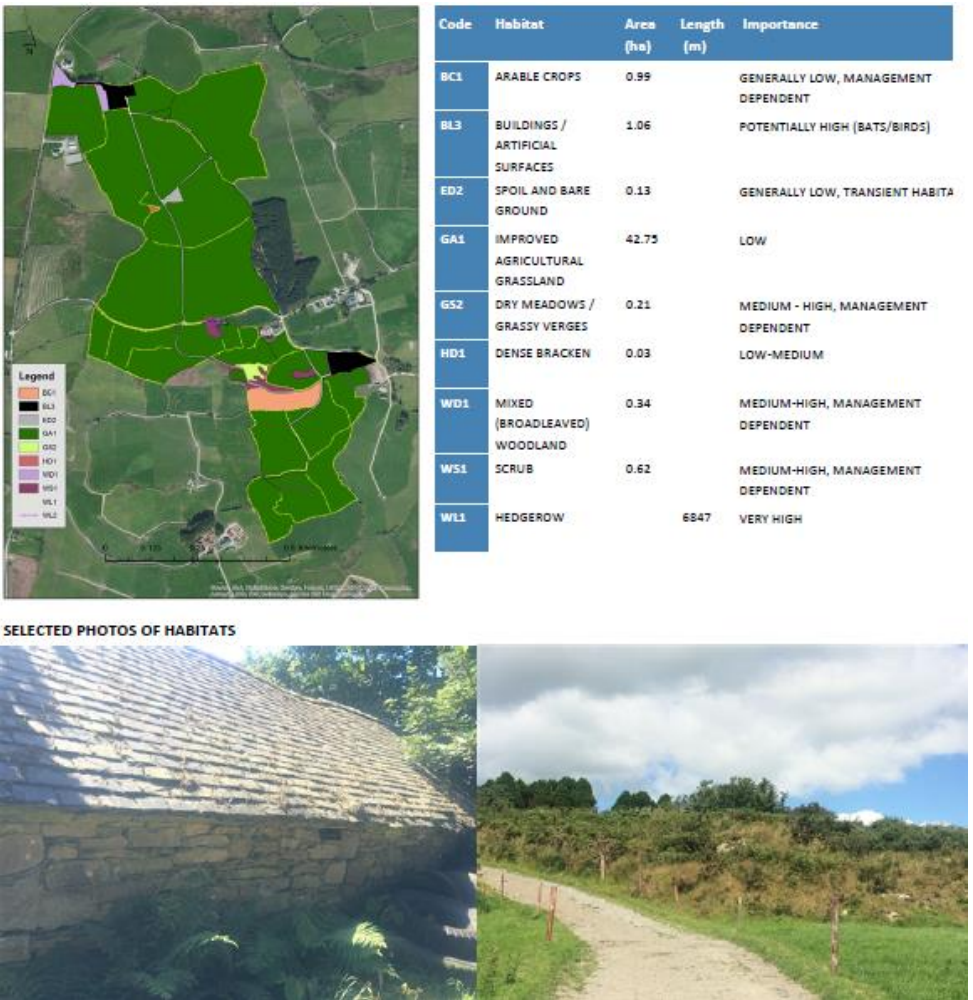 N
Legend
BC1
BL3
ED2
GA1
GS2
HD1
WD1
WS1
WL1
WL2
0
Code Habitat Area (ha) Length (m) Importance
BC1 ARABLE CROPS 0.99 GENERALLY LOW, MANAGEMENT
DEPENDENT
BL3 BUILDINGS / 1.06 POTENTIALLY HIGH (BATS/BIRDS)
ARTIFICIAL
SURFACES
ED2 SPOIL AND BARE 0.13 GENERALLY LOW, TRANSIENT HABITA
GROUND
GA1 IMPROVED 42.75 LOW
AGRICULTURAL
GRASSLAND
GS2 DRY MEADOWS / 0.21 MEDIUM - HIGH, MANAGEMENT
GRASSY VERGES DEPENDENT
HD1 DENSE BRACKEN 0.03 LOW-MEDIUM
WD1 MIXED 0.34 MEDIUM-HIGH, MANAGEMENT
(BROADLEAVED) DEPENDENT
WOODLAND
WS1 SCRUB 0.62 MEDIUM-HIGH, MANAGEMENT
DEPENDENT
WL1 HEDGEROW 6847 VERY HIGH
SELECTED PHOTOS OF HABITATS